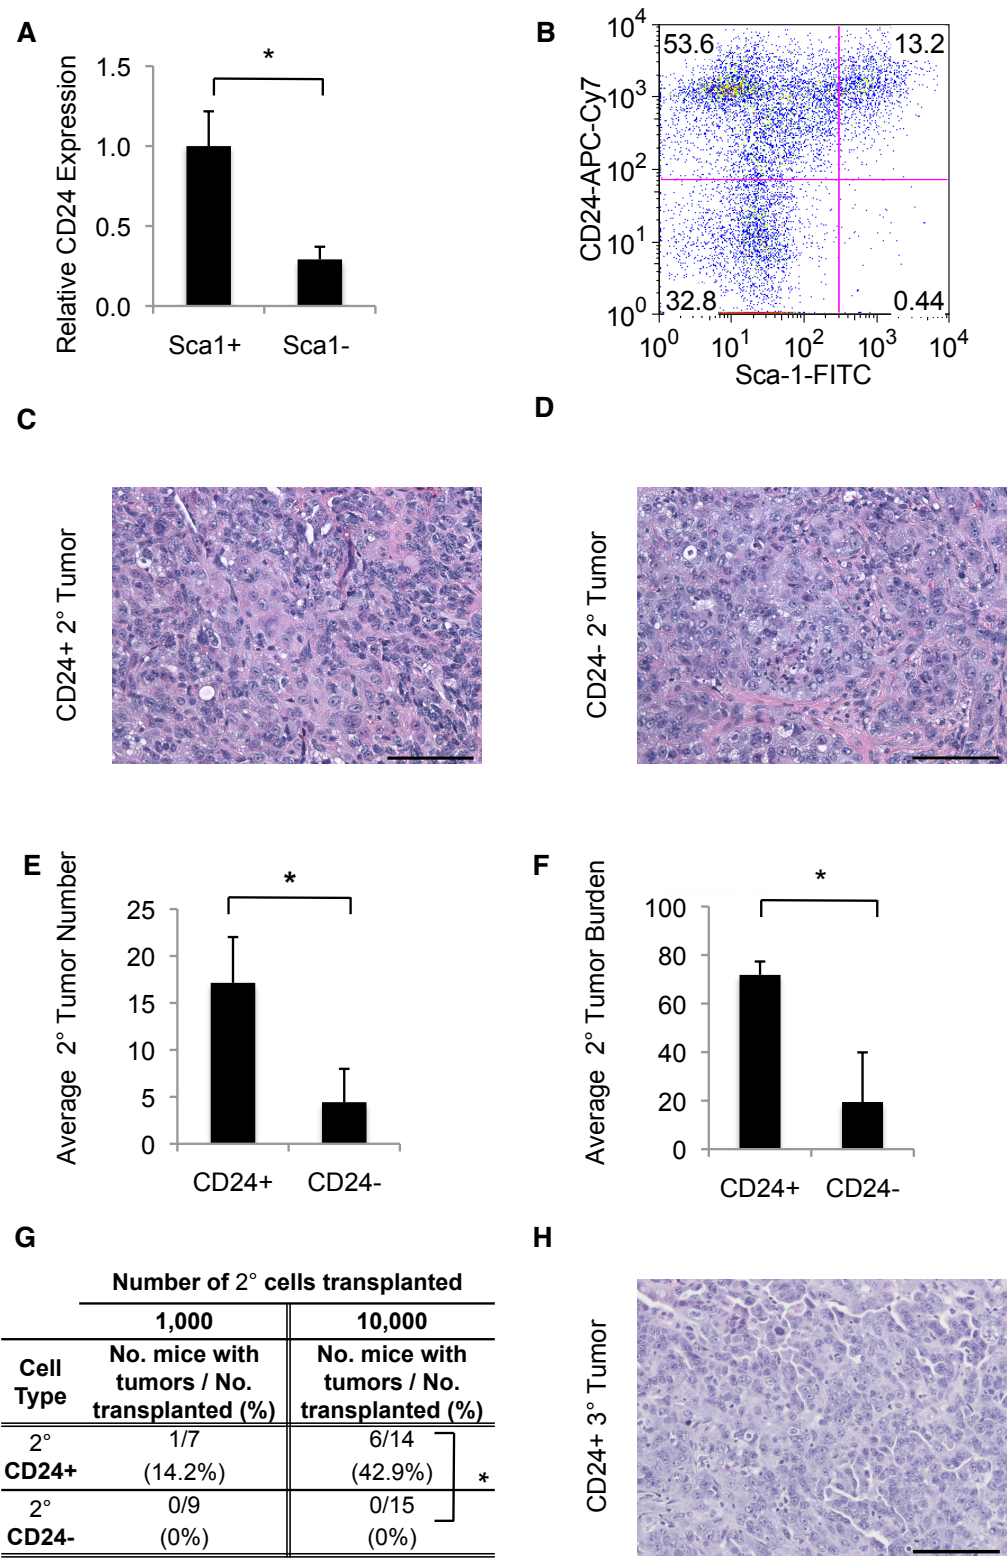 A
Relative CD24 Expression
1.5
1.0
0.5
0.0
*
Sca1+ Sca1-
B
CD24-APC-Cy7
10^4
10^3
10^2
10^1
10^0
53.6 13.2
32.8 0.44
10^0 10^1 10^2 10^3 10^4
Sca-1-FITC
C
CD24+ 2° Tumor
D
CD24- 2° Tumor
E
Average 2° Tumor Number
25
20
15
10
5
0
*
CD24+ CD24-
F
Average 2° Tumor Burden
100
80
60
40
20
0
*
CD24+ CD24-
G
Number of 2° cells transplanted
1,000 10,000
Cell Type
No. mice with tumors / No. transplanted (%)
No. mice with tumors / No. transplanted (%)
2° CD24+
1/7 (14.2%)
6/14 (42.9%)
*
2° CD24-
0/9 (0%)
0/15 (0%)
H
CD24+ 3° Tumor